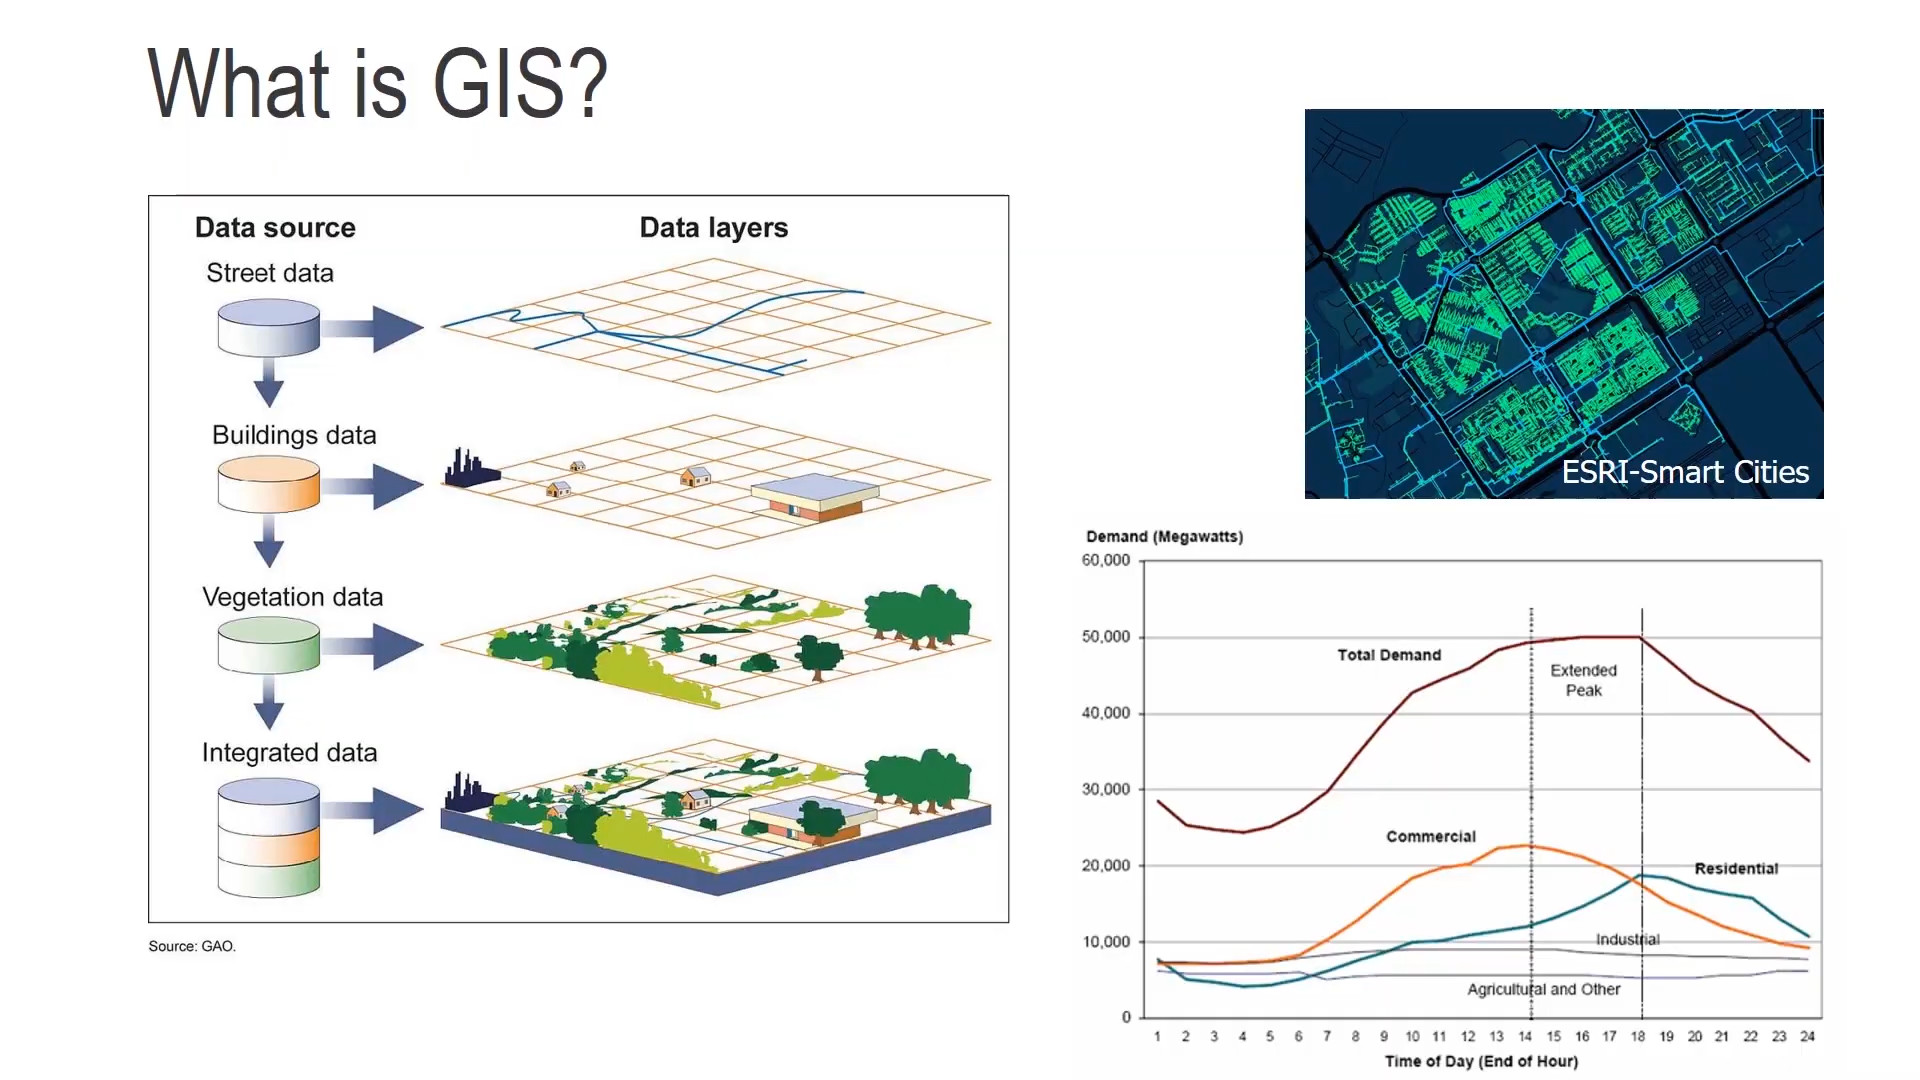 What is GIS?
Data source
Data layers
Street data
Buildings data
Vegetation data
Integrated data
Source: GAO.
ESRI-Smart Cities
Demand (Megawatts)
60,000
50,000
40,000
30,000
20,000
10,000
0
Total Demand
Extended
Peak
Commercial
Residential
Industrial
Agricultural and Other
1 2 3 4 5 6 7 8 9 10 11 12 13 14 15 16 17 18 19 20 21 22 23 24
Time of Day (End of Hour)